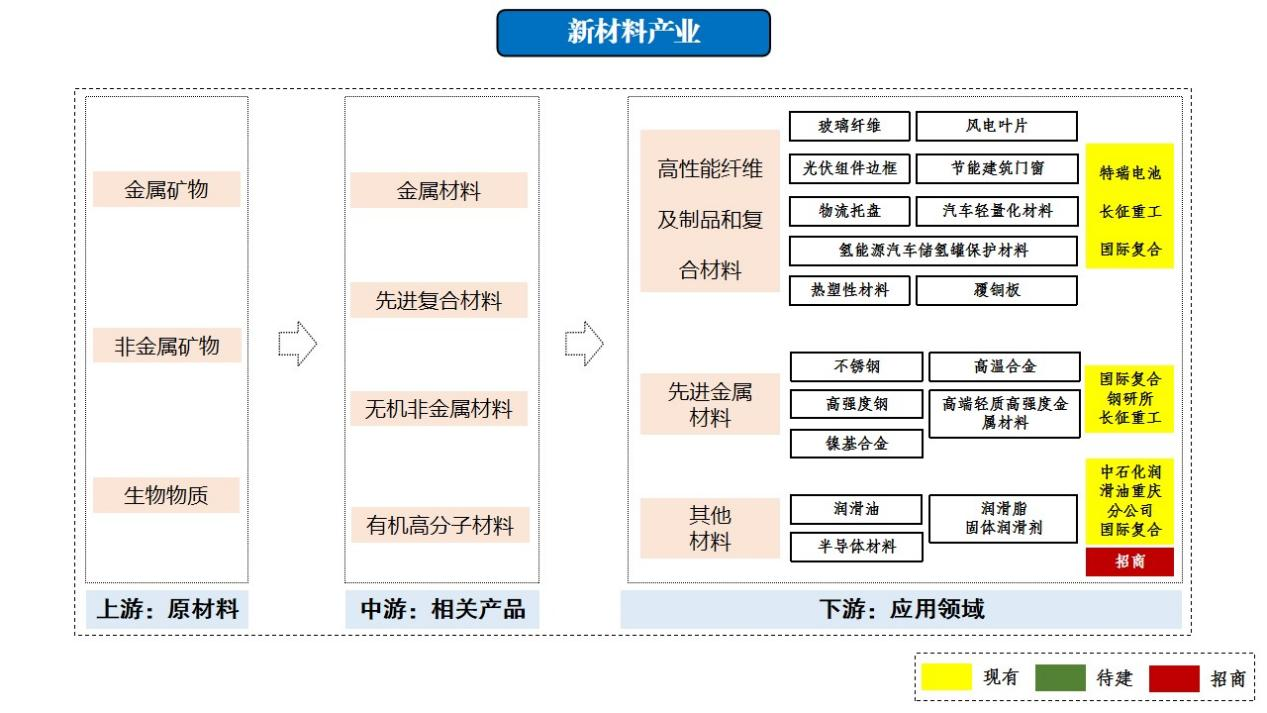 新材料产业
金属矿物
非金属矿物
生物物质
上游：原材料
金属材料
先进复合材料
无机非金属材料
有机高分子材料
中游：相关产品
高性能纤维
及制品和复
合材料
玻璃纤维
风电叶片
光伏组件边框
节能建筑门窗
物流托盘
汽车轻量化材料
氢能源汽车储氢罐保护材料
热塑性材料
覆铜板
特瑞电池
长征重工
国际复合
先进金属
材料
不锈钢
高温合金
高强度钢
高端轻质高强度金
属材料
镍基合金
国际复合
钢研所
长征重工
其他
材料
润滑油
润滑脂
固体润滑剂
半导体材料
中石化润
滑油重庆
分公司
国际复合
招商
下游：应用领域
现有
待建
招商